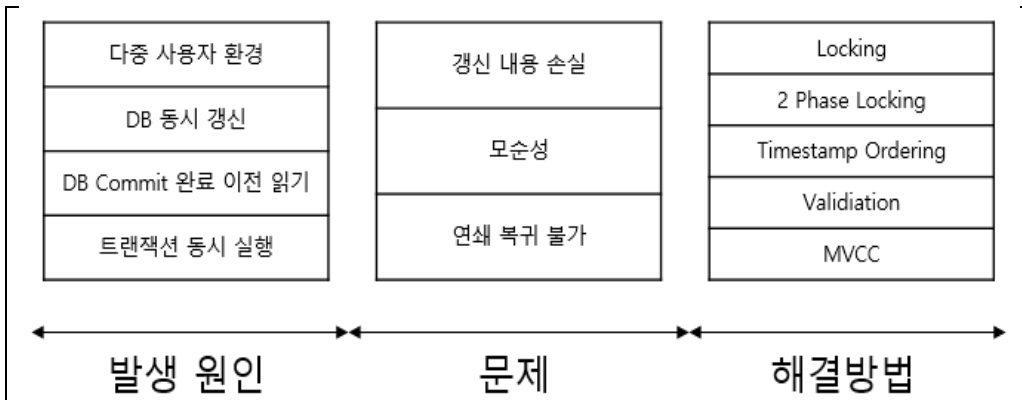 다중 사용자 환경
DB 동시 갱신
DB Commit 완료 이전 읽기
트랜잭션 동시 실행
갱신 내용 손실
모순성
연쇄 복귀 불가
Locking
2 Phase Locking
Timestamp Ordering
Validiation
MVCC
발생 원인
문제
해결방법